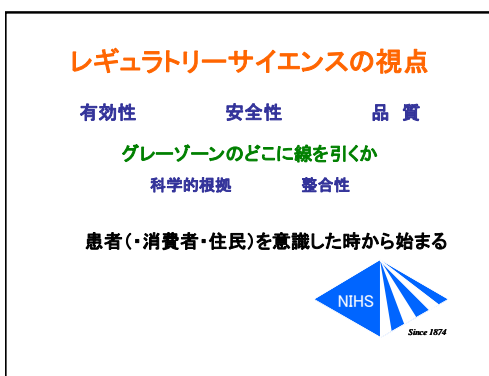 レギュラトリーサイエンスの視点
有効性 安全性 品 質
グレーゾーンのどこに線を引くか
科学的根拠 整合性
患者(・消費者・住民)を意識した時から始まる
NIHS
Since 1874